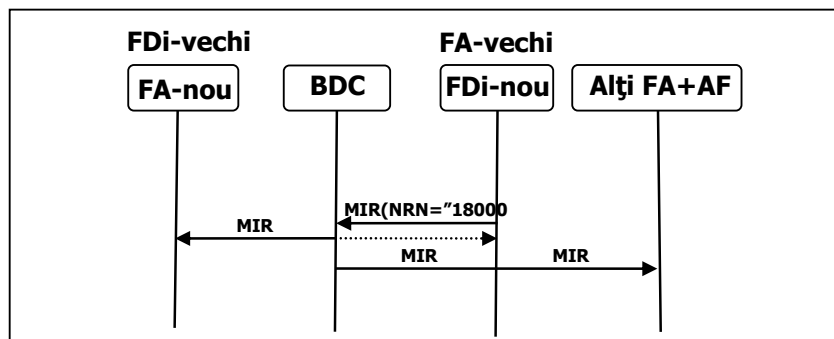 FDi-vechi FA-vechi
FA-nou BDC FDi-nou Alţi FA+AF
MIR(NRN=”18000
MIR
MIR MIR